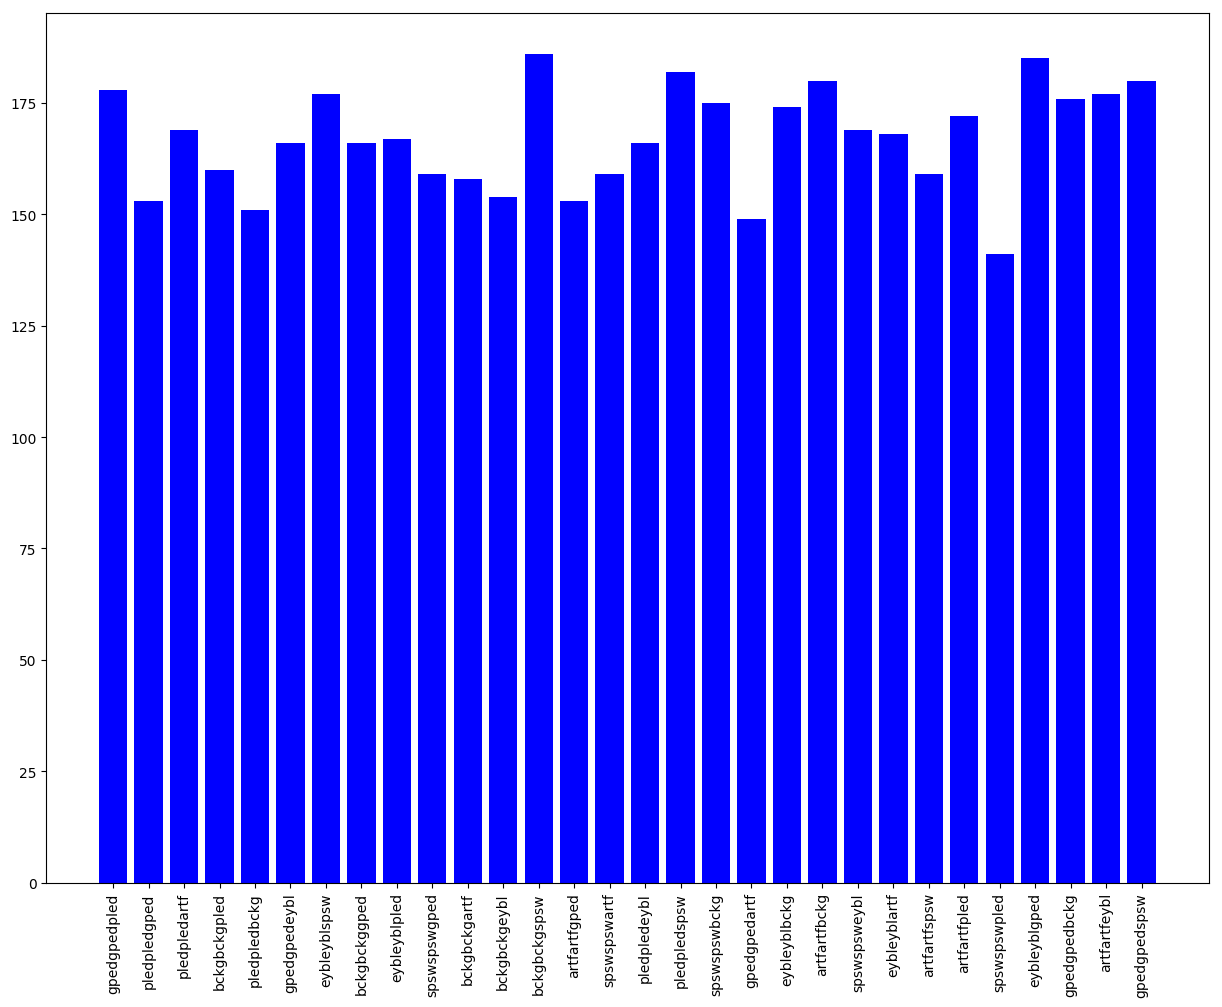 175
150
125
100
75
50
25
0
gpedgpedpled
pledpledgped
pledpledartf
bckgbckgpled
pledpledbckg
gpedgpedeybl
eybleyblspsw
bckgbckggped
eybleyblpled
spswspswgped
bckgbckgartf
bckgbckgeybl
bckgbckgspsw
artfartfgped
spswspswartf
pledpledeybl
pledpledspsw
spswspswbckg
gpedgpedartf
eybleyblbckg
artfartfbckg
spswspsweybl
eybleyblartf
artfartfspsw
artfartfpled
spswspswpled
eybleyblgped
gpedgpedbckg
artfartfeybl
gpedgpedspsw